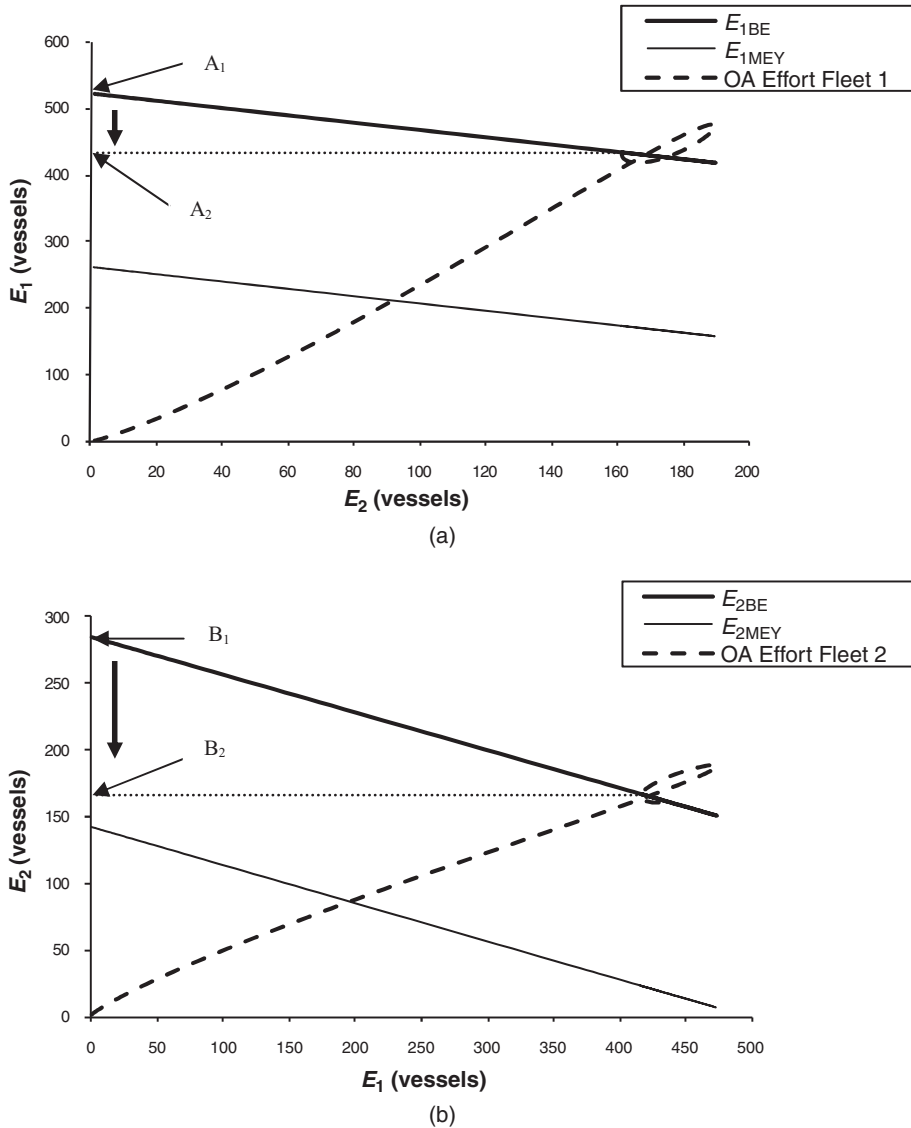 E1BE
E1MEY
OA Effort Fleet 1
600
500
400
300
200
100
0
A1
A2
E1 (vessels)
0 20 40 60 80 100 120 140 160 180 200
E2 (vessels)
(a)
E2BE
E2MEY
OA Effort Fleet 2
300
250
200
150
100
50
0
B1
B2
E2 (vessels)
0 50 100 150 200 250 300 350 400 450 500
E1 (vessels)
(b)